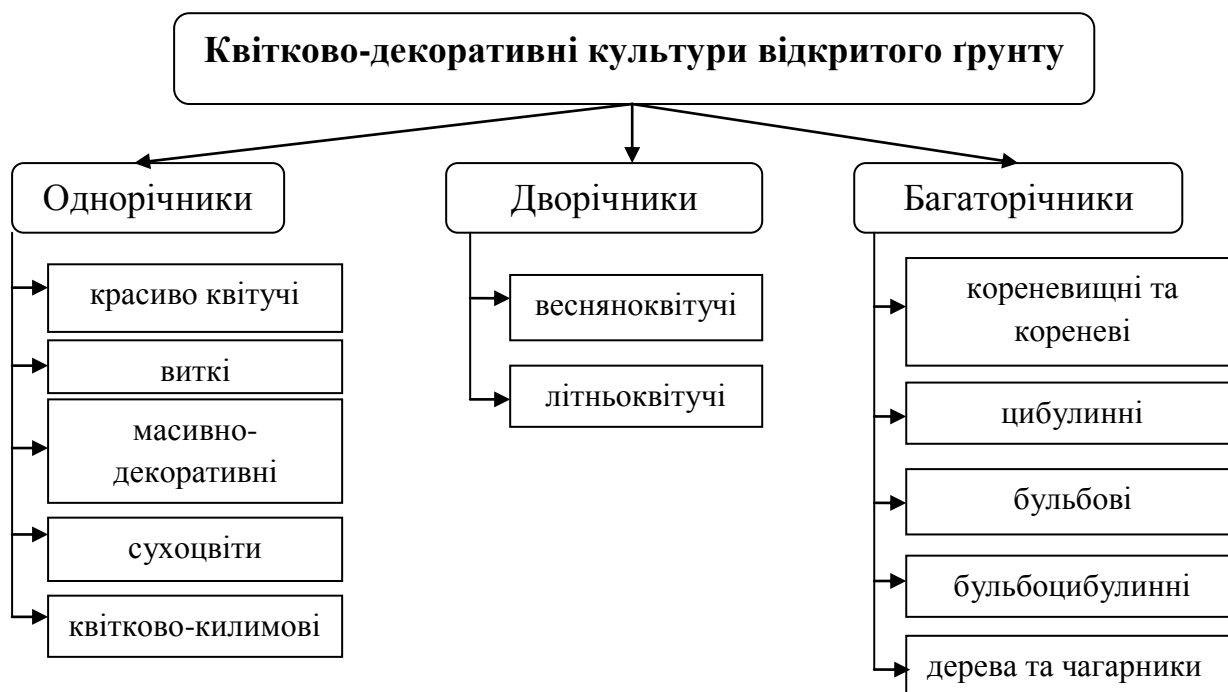 Квітково-декоративні культури відкритого ґрунту
Однорічники
красиво квітучі
виткі
масивно-
декоративні
сухоцвіти
квітково-килимові
Дворічники
весняноквітучі
літньоквітучі
Багаторічники
кореневищні та
кореневі
цибулинні
бульбові
бульбоцибулинні
дерева та чагарники